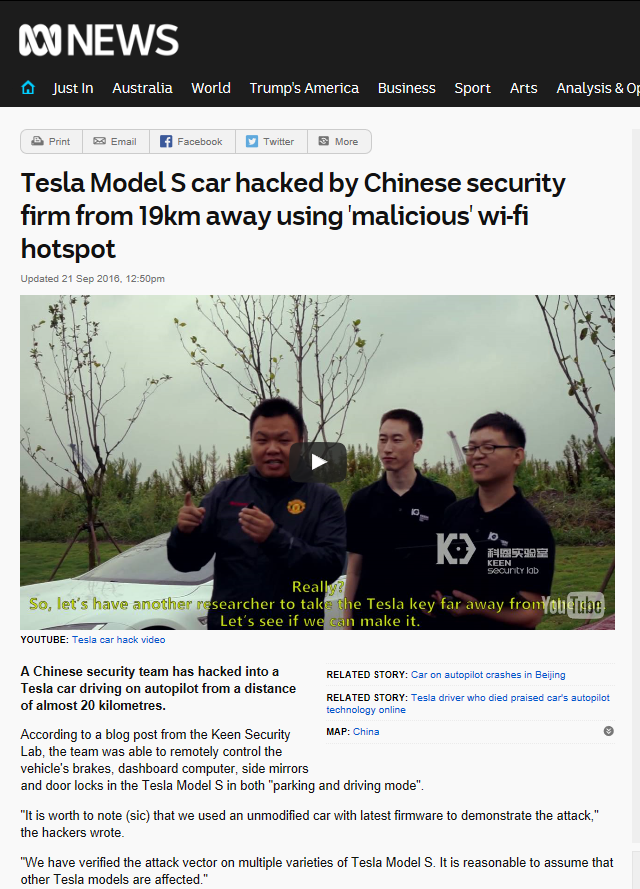 NEWS
Just In Australia World Trump's America Business Sport Arts Analysis & Op
Print Email Facebook Twitter More
Tesla Model S car hacked by Chinese security
firm from 19km away using 'malicious' wi-fi
hotspot
Updated 21 Sep 2016, 12:50pm
科恩实验室
KEEN
security lab
Really?
So, let's have another researcher to take the Tesla key far away from the car.
Let's see if we can make it.
YouTube
YOUTUBE: Tesla car hack video
A Chinese security team has hacked into a
Tesla car driving on autopilot from a distance
of almost 20 kilometres.
RELATED STORY: Car on autopilot crashes in Beijing
RELATED STORY: Tesla driver who died praised car's autopilot
technology online
MAP: China
According to a blog post from the Keen Security
Lab, the team was able to remotely control the
vehicle's brakes, dashboard computer, side mirrors
and door locks in the Tesla Model S in both "parking and driving mode".
"It is worth to note (sic) that we used an unmodified car with latest firmware to demonstrate the attack,"
the hackers wrote.
"We have verified the attack vector on multiple varieties of Tesla Model S. It is reasonable to assume that
other Tesla models are affected."